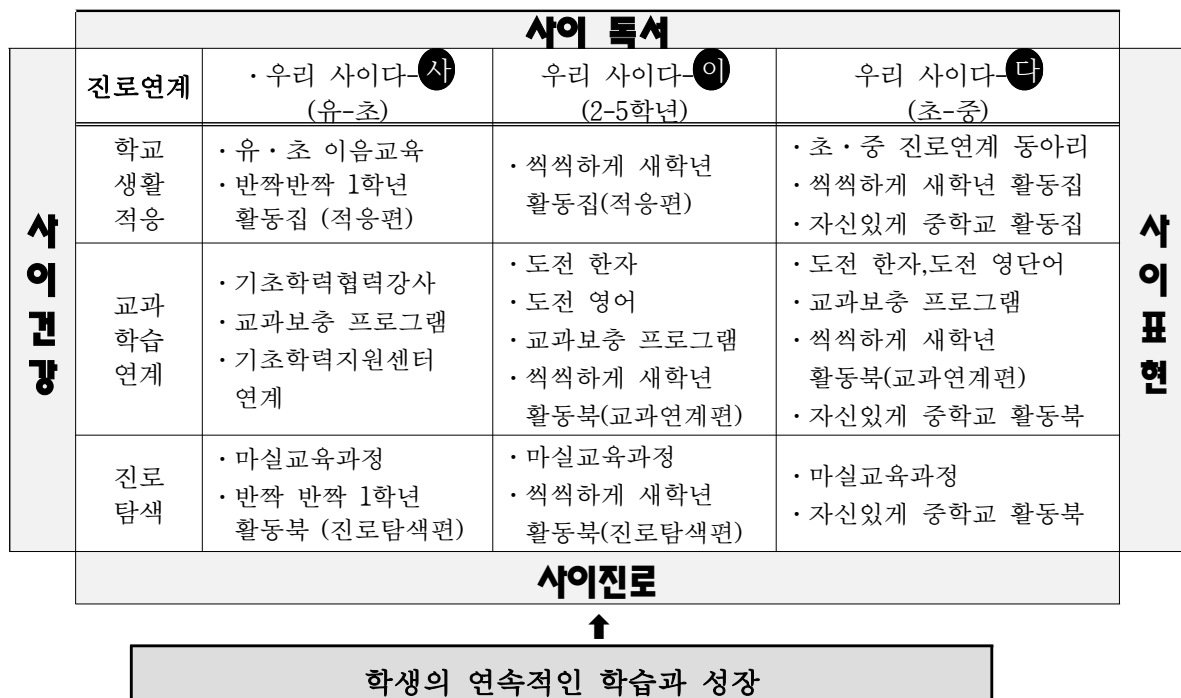 사이 독서
사이건강
진로연계
· 우리 사이다-사
(유-초)
우리 사이다-이
(2-5학년)
우리 사이다-다
(초-중)
학교
생활
적응
· 유·초 이음교육
· 반짝반짝 1학년
활동집 (적응편)
· 씩씩하게 새학년
활동집(적응편)
· 초·중 진로연계 동아리
· 씩씩하게 새학년 활동집
· 자신있게 중학교 활동집
교과
학습
연계
· 기초학력협력강사
· 교과보충 프로그램
· 기초학력지원센터
연계
· 도전 한자
· 도전 영어
· 교과보충 프로그램
· 씩씩하게 새학년
활동북(교과연계편)
· 도전 한자,도전 영단어
· 교과보충 프로그램
· 씩씩하게 새학년
활동북(교과연계편)
· 자신있게 중학교 활동북
진로
탐색
· 마실교육과정
· 반짝 반짝 1학년
활동북 (진로탐색편)
· 마실교육과정
· 씩씩하게 새학년
활동북(진로탐색편)
· 마실교육과정
· 자신있게 중학교 활동북
사이표현
사이진로
학생의 연속적인 학습과 성장